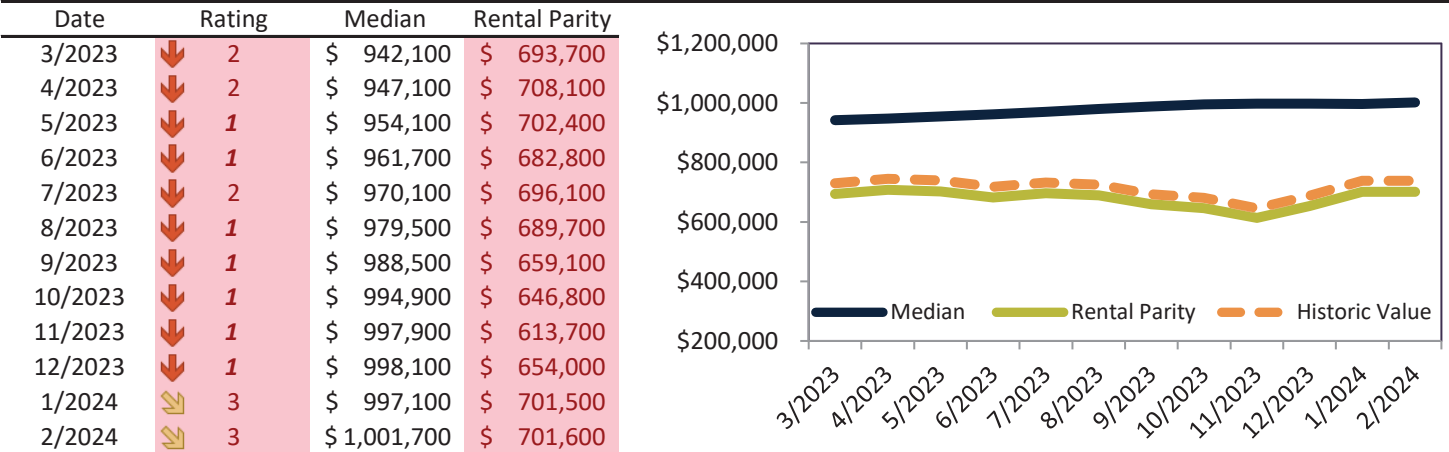 Date Rating Median Rental Parity
3/2023 2 $ 942,100 $ 693,700
4/2023 2 $ 947,100 $ 708,100
5/2023 1 $ 954,100 $ 702,400
6/2023 1 $ 961,700 $ 682,800
7/2023 2 $ 970,100 $ 696,100
8/2023 1 $ 979,500 $ 689,700
9/2023 1 $ 988,500 $ 659,100
10/2023 1 $ 994,900 $ 646,800
11/2023 1 $ 997,900 $ 613,700
12/2023 1 $ 998,100 $ 654,000
1/2024 3 $ 997,100 $ 701,500
2/2024 3 $ 1,001,700 $ 701,600
$1,200,000
$1,000,000
$800,000
$600,000
$400,000
$200,000
Median Rental Parity Historic Value
3/2023 4/2023 5/2023 6/2023 7/2023 8/2023 9/2023 10/2023 11/2023 12/2023 1/2024 2/2024